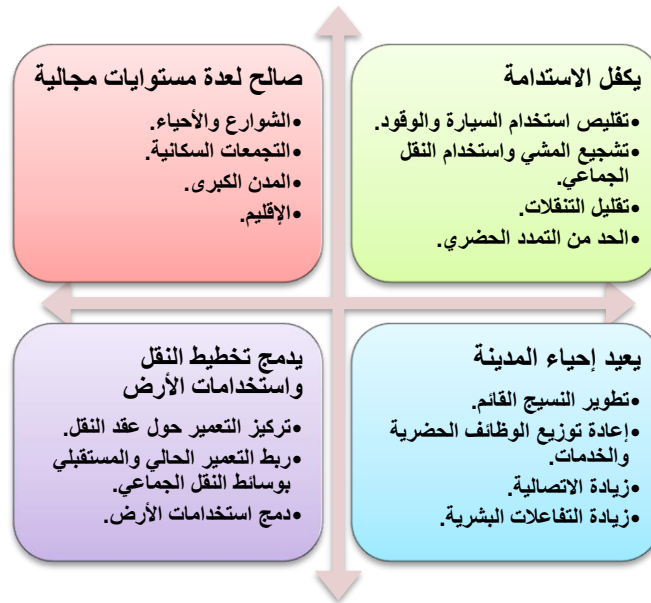 يكفل الاستدامة
•تقليص استخدام السيارة والوقود.
•تشجيع المشي واستخدام النقل
الجماعي.
•تقليل التنقلات.
•الحد من التمدد الحضري.
صالح لعدة مستوايات مجالية
•الشوارع والأحياء.
•التجمعات السكانية.
•المدن الكبرى.
•الإقليم.
يعيد إحياء المدينة
•تطوير النسيج القائم.
•إعادة توزيع الوظائف الحضرية
والخدمات.
•زيادة الاتصالية.
•زيادة التفاعلات البشرية.
يدمج تخطيط النقل
واستخدامات الأرض
•تركيز التعمير حول عقد النقل.
•ربط التعمير الحالي والمستقبلي
بوسائط النقل الجماعي.
•دمج استخدامات الأرض.